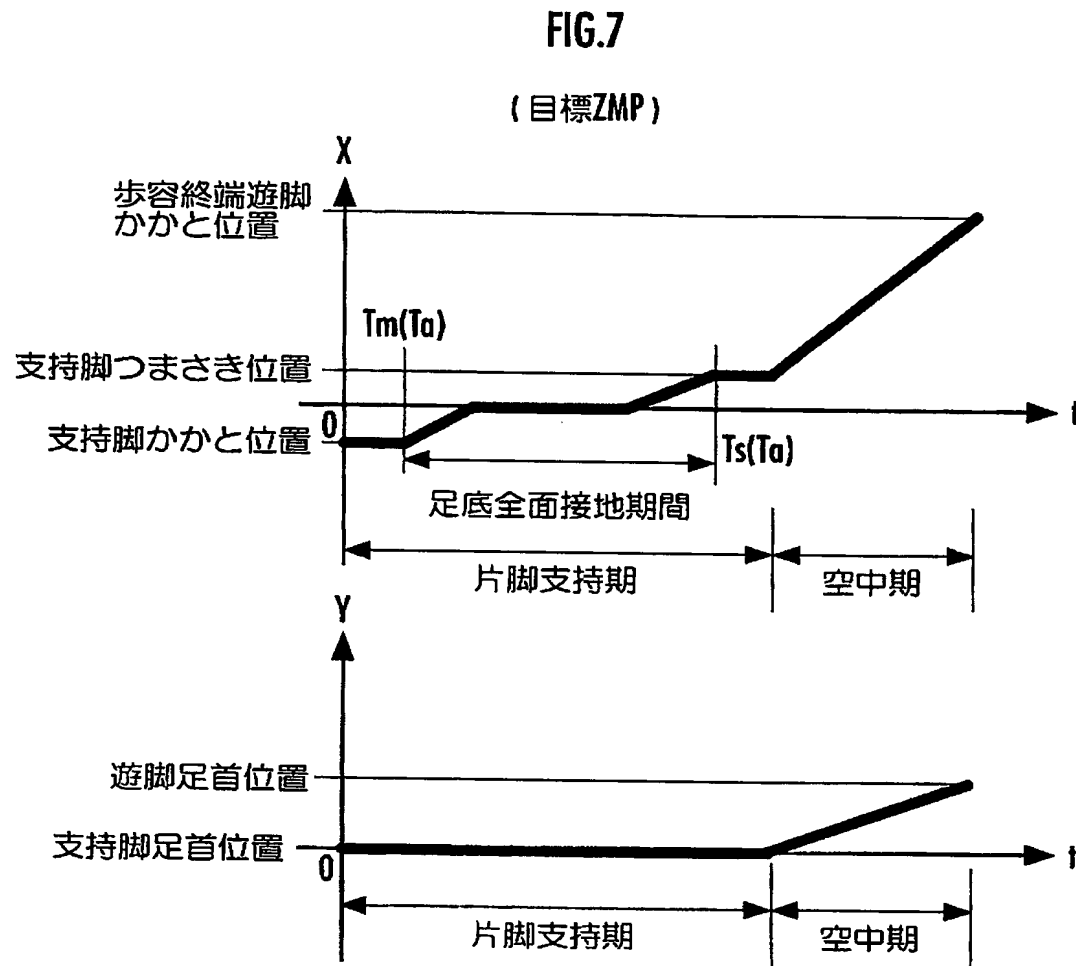 FIG.7
(目標ZMP)
X
歩容終端遊脚
かかと位置
Tm(Ta)
支持脚つまさき位置
0
t
支持脚かかと位置
Ts(Ta)
足底全面接地期間
片脚支持期
空中期
Y
遊脚足首位置
支持脚足首位置
0
t
片脚支持期
空中期